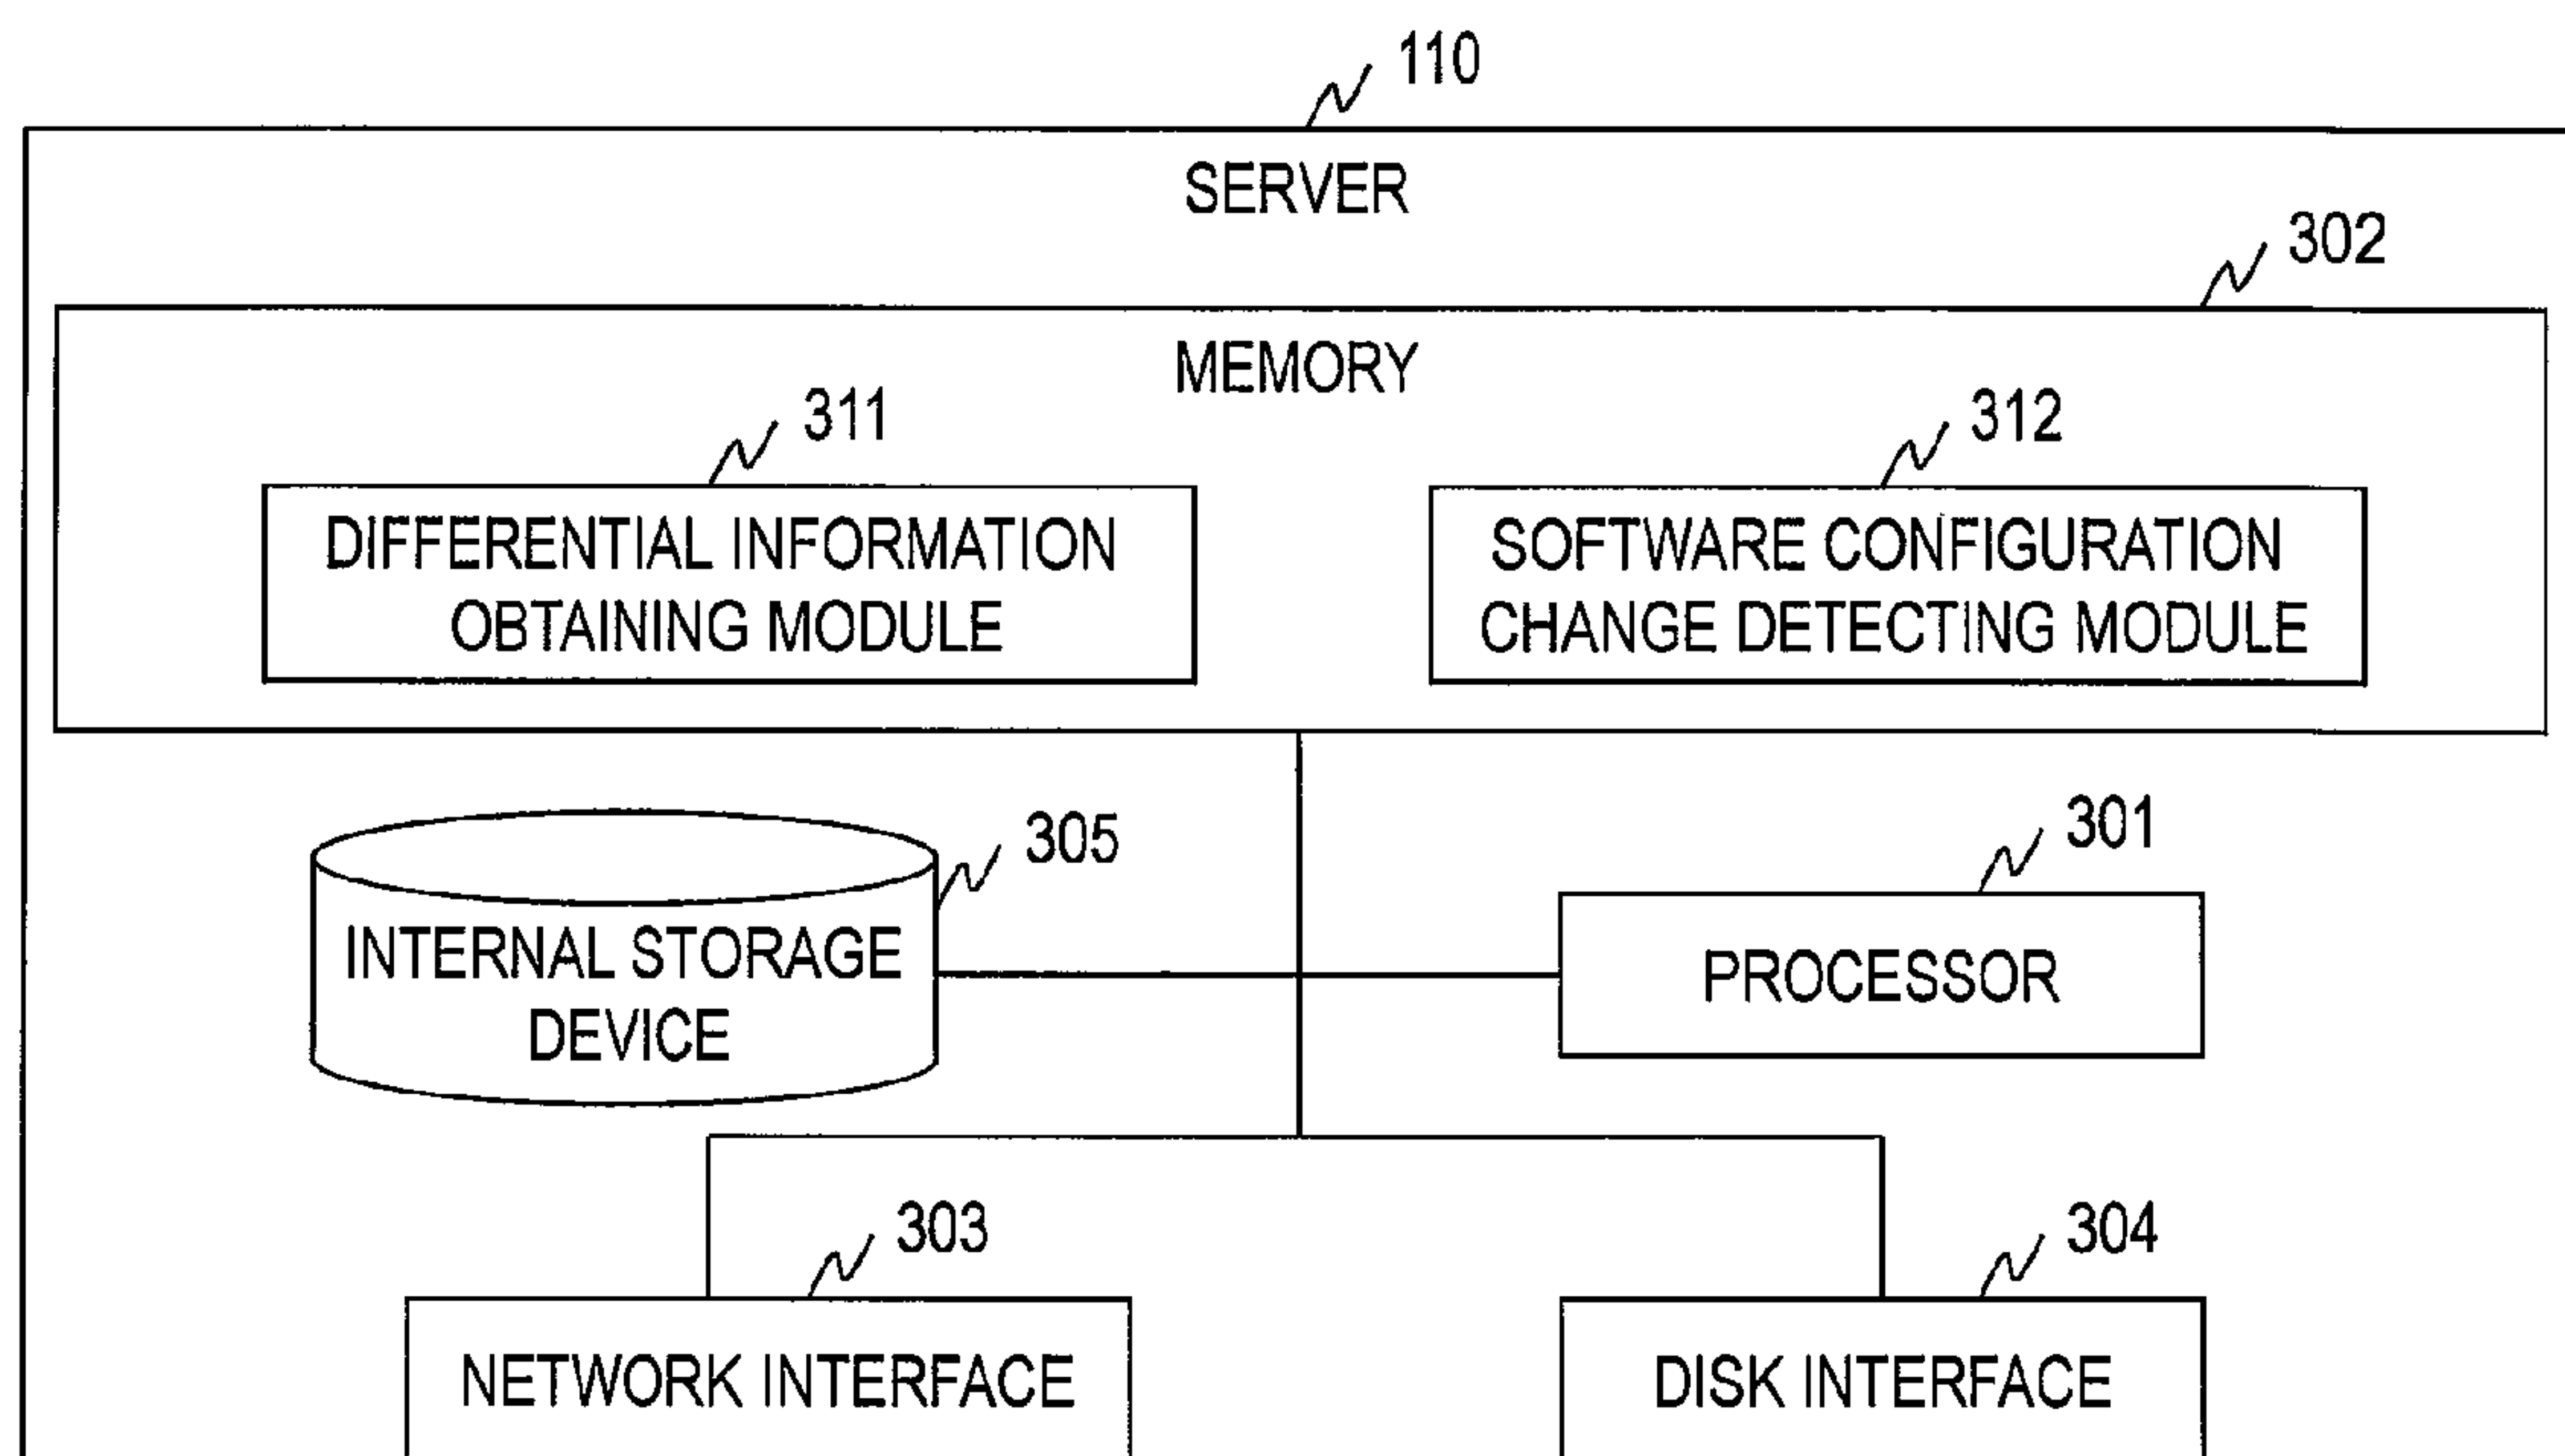 110
SERVER
302
MEMORY
311
312
DIFFERENTIAL INFORMATION
OBTAINING MODULE
SOFTWARE CONFIGURATION
CHANGE DETECTING MODULE
305
301
INTERNAL STORAGE
DEVICE
PROCESSOR
303
304
NETWORK INTERFACE
DISK INTERFACE